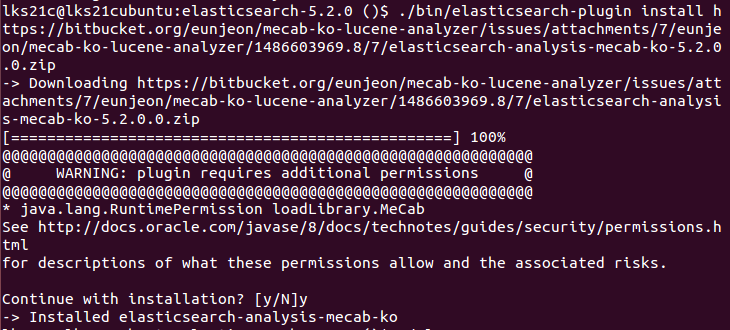 lks21c@lks21cubuntu:elasticsearch-5.2.0 ()$ ./bin/elasticsearch-plugin install h
ttps://bitbucket.org/eunjeon/mecab-ko-lucene-analyzer/issues/attachments/7/eunje
on/mecab-ko-lucene-analyzer/1486603969.8/7/elasticsearch-analysis-mecab-ko-5.2.0
.0.zip
-> Downloading https://bitbucket.org/eunjeon/mecab-ko-lucene-analyzer/issues/att
achments/7/eunjeon/mecab-ko-lucene-analyzer/1486603969.8/7/elasticsearch-analysi
s-mecab-ko-5.2.0.0.zip
[=================================================] 100%
@@@@@@@@@@@@@@@@@@@@@@@@@@@@@@@@@@@@@@@@@@@@@@@@@@@@@@@@@@@
@     WARNING: plugin requires additional permissions     @
@@@@@@@@@@@@@@@@@@@@@@@@@@@@@@@@@@@@@@@@@@@@@@@@@@@@@@@@@@@
* java.lang.RuntimePermission loadLibrary.MeCab
See http://docs.oracle.com/javase/8/docs/technotes/guides/security/permissions.h
tml
for descriptions of what these permissions allow and the associated risks.
Continue with installation? [y/N]y
-> Installed elasticsearch-analysis-mecab-ko